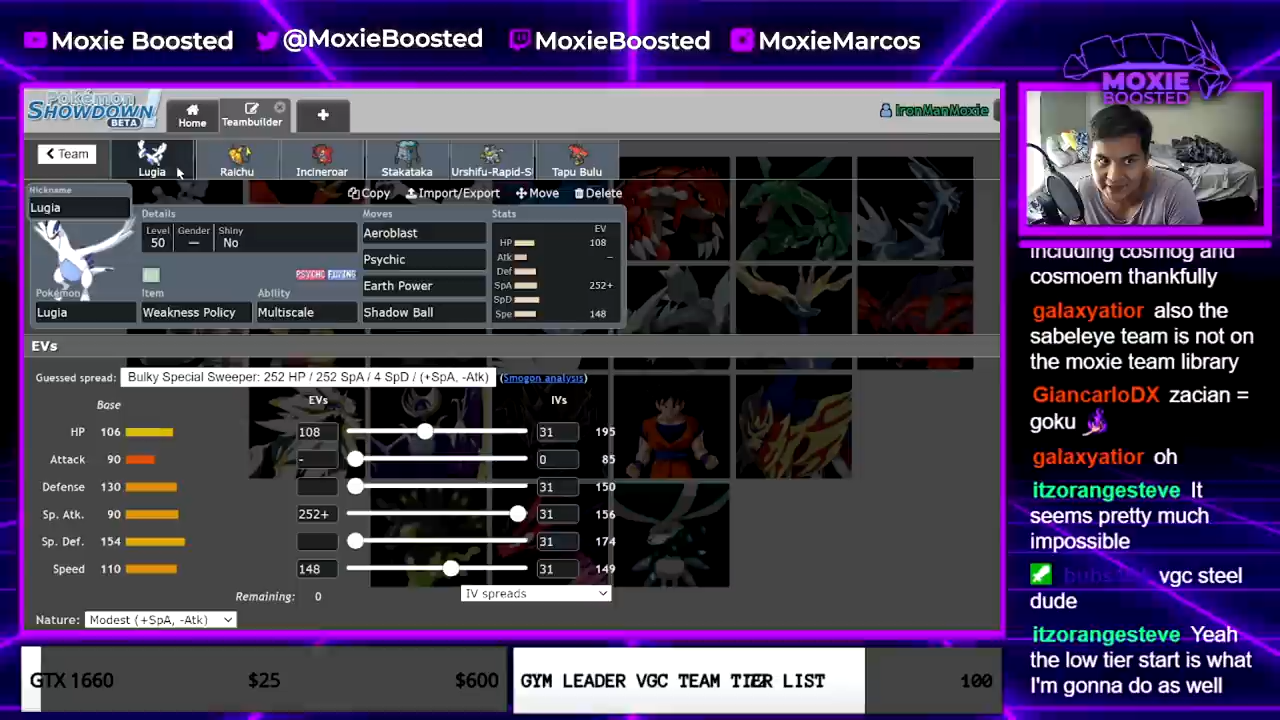 Moxie Boosted @MoxieBoosted MoxieBoosted MoxieMarcos
MOXIE
BOOSTED
Pokémon
SHOWDOWN
BETA
Home
Teambuilder
IronManMoxie
Team
Lugia Raichu Incineroar Stakataka Urshifu-Rapid-S Tapu Bulu
Copy Import/Export Move Delete
Nickname
Lugia
Details
Level Gender Shiny
50 — No
PSYCHIC FLYING
Pokémon Item Ability
Lugia Weakness Policy Multiscale
Moves
Aeroblast
Psychic
Earth Power
Shadow Ball
Stats
EV
HP 108
Atk –
Def
SpA 252+
SpD
Spe 148
EVs
Guessed spread: Bulky Special Sweeper: 252 HP / 252 SpA / 4 SpD / (+SpA, -Atk) (Smogon analysis)
Base EVs IVs
HP 106 108 31 195
Attack 90 - 0 85
Defense 130 31 150
Sp. Atk. 90 252+ 31 156
Sp. Def. 154 31 174
Speed 110 148 31 149
Remaining: 0 IV spreads
Nature: Modest (+SpA, -Atk)
including cosmog and
cosmoem thankfully
galaxyatior also the
sabeleye team is not on
the moxie team library
GiancarloDX zacian =
goku
galaxyatior oh
itzorangesteve It
seems pretty much
impossible
vgc steel
dude
itzorangesteve Yeah
the low tier start is what
I'm gonna do as well
GTX 1660 $25 $600
GYM LEADER VGC TEAM TIER LIST 100